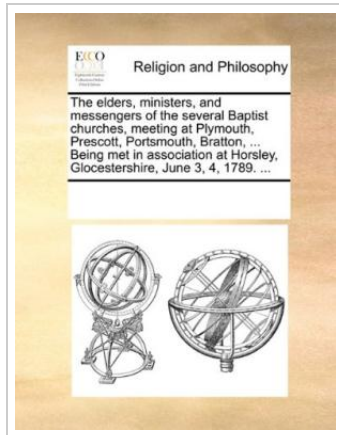 ECCO
Religion and Philosophy
The elders, ministers, and
messengers of the several Baptist
churches, meeting at Plymouth,
Prescott, Portsmouth, Bratton, ...
Being met in association at Horsley,
Glocestershire, June 3, 4, 1789. ...